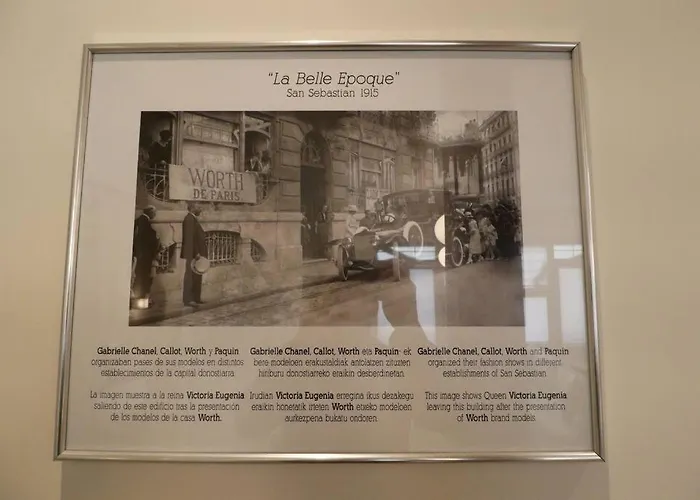 "La Belle Epoque"
San Sebastian 1915
WORTH
DE PARIS
Gabrielle Chanel, Callot, Worth y Paquin
organizaban pases de sus modelos en distintos
establecimientos de la capital donostiarra.
La imagen muestra a la reina Victoria Eugenia
saliendo de este edificio tras la presentación
de los modelos de la casa Worth.
Gabrielle Chanel, Callot, Worth eta Paquin-ek
bere modeloen erakustaldiak antolatzen zituzten
hiriburu donostiarreko eraikin desberdinetan.
Irudian Victoria Eugenia erregina ikus dezakegu
eraikin honetatik irteten Worth etxeko modeloen
aurkezpena bukatu ondoren.
Gabrielle Chanel, Callot, Worth and Paquin
organized their fashion shows in different
establishments of San Sebastian.
This image shows Queen Victoria Eugenia
leaving this building after the presentation
of Worth brand models.